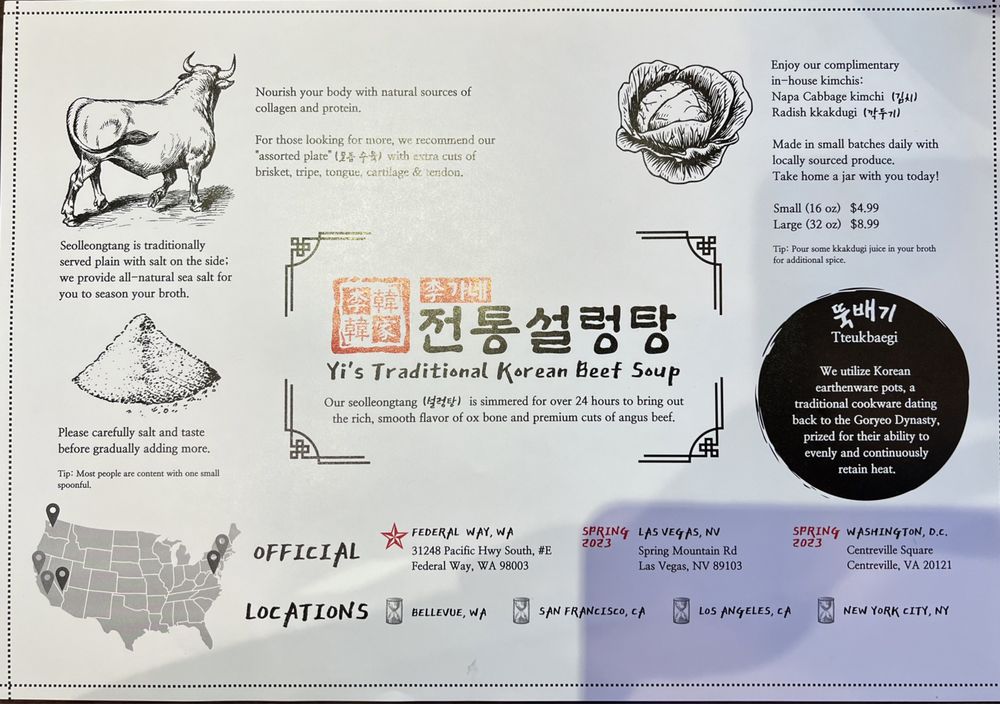 Nourish your body with natural sources of
collagen and protein.
For those looking for more, we recommend our
"assorted plate" (모듬 수육) with extra cuts of
brisket, tripe, tongue, cartilage & tendon.
Enjoy our complimentary
in-house kimchis:
Napa Cabbage kimchi (김치)
Radish kkakdugi (깍두기)
Made in small batches daily with
locally sourced produce.
Take home a jar with you today!
Small (16 oz) $4.99
Large (32 oz) $8.99
Tip: Pour some kkakdugi juice in your broth
for additional spice.
Seolleongtang is traditionally
served plain with salt on the side;
we provide all-natural sea salt for
you to season your broth.
Please carefully salt and taste
before gradually adding more.
Tip: Most people are content with one small
spoonful.
李韓
韓家
李가네
전통설렁탕
Yi's Traditional Korean Beef Soup
Our seolleongtang (설렁탕) is simmered for over 24 hours to bring out
the rich, smooth flavor of ox bone and premium cuts of angus beef.
뚝배기
Tteukbaegi
We utilize Korean
earthenware pots, a
traditional cookware dating
back to the Goryeo Dynasty,
prized for their ability to
evenly and continuously
retain heat.
OFFICIAL
LOCATIONS
FEDERAL WAY, WA
31248 Pacific Hwy South, #E
Federal Way, WA 98003
SPRING
2023
LAS VEGAS, NV
Spring Mountain Rd
Las Vegas, NV 89103
SPRING
2023
WASHINGTON, D.C.
Centreville Square
Centreville, VA 20121
BELLEVUE, WA
SAN FRANCISCO, CA
LOS ANGELES, CA
NEW YORK CITY, NY